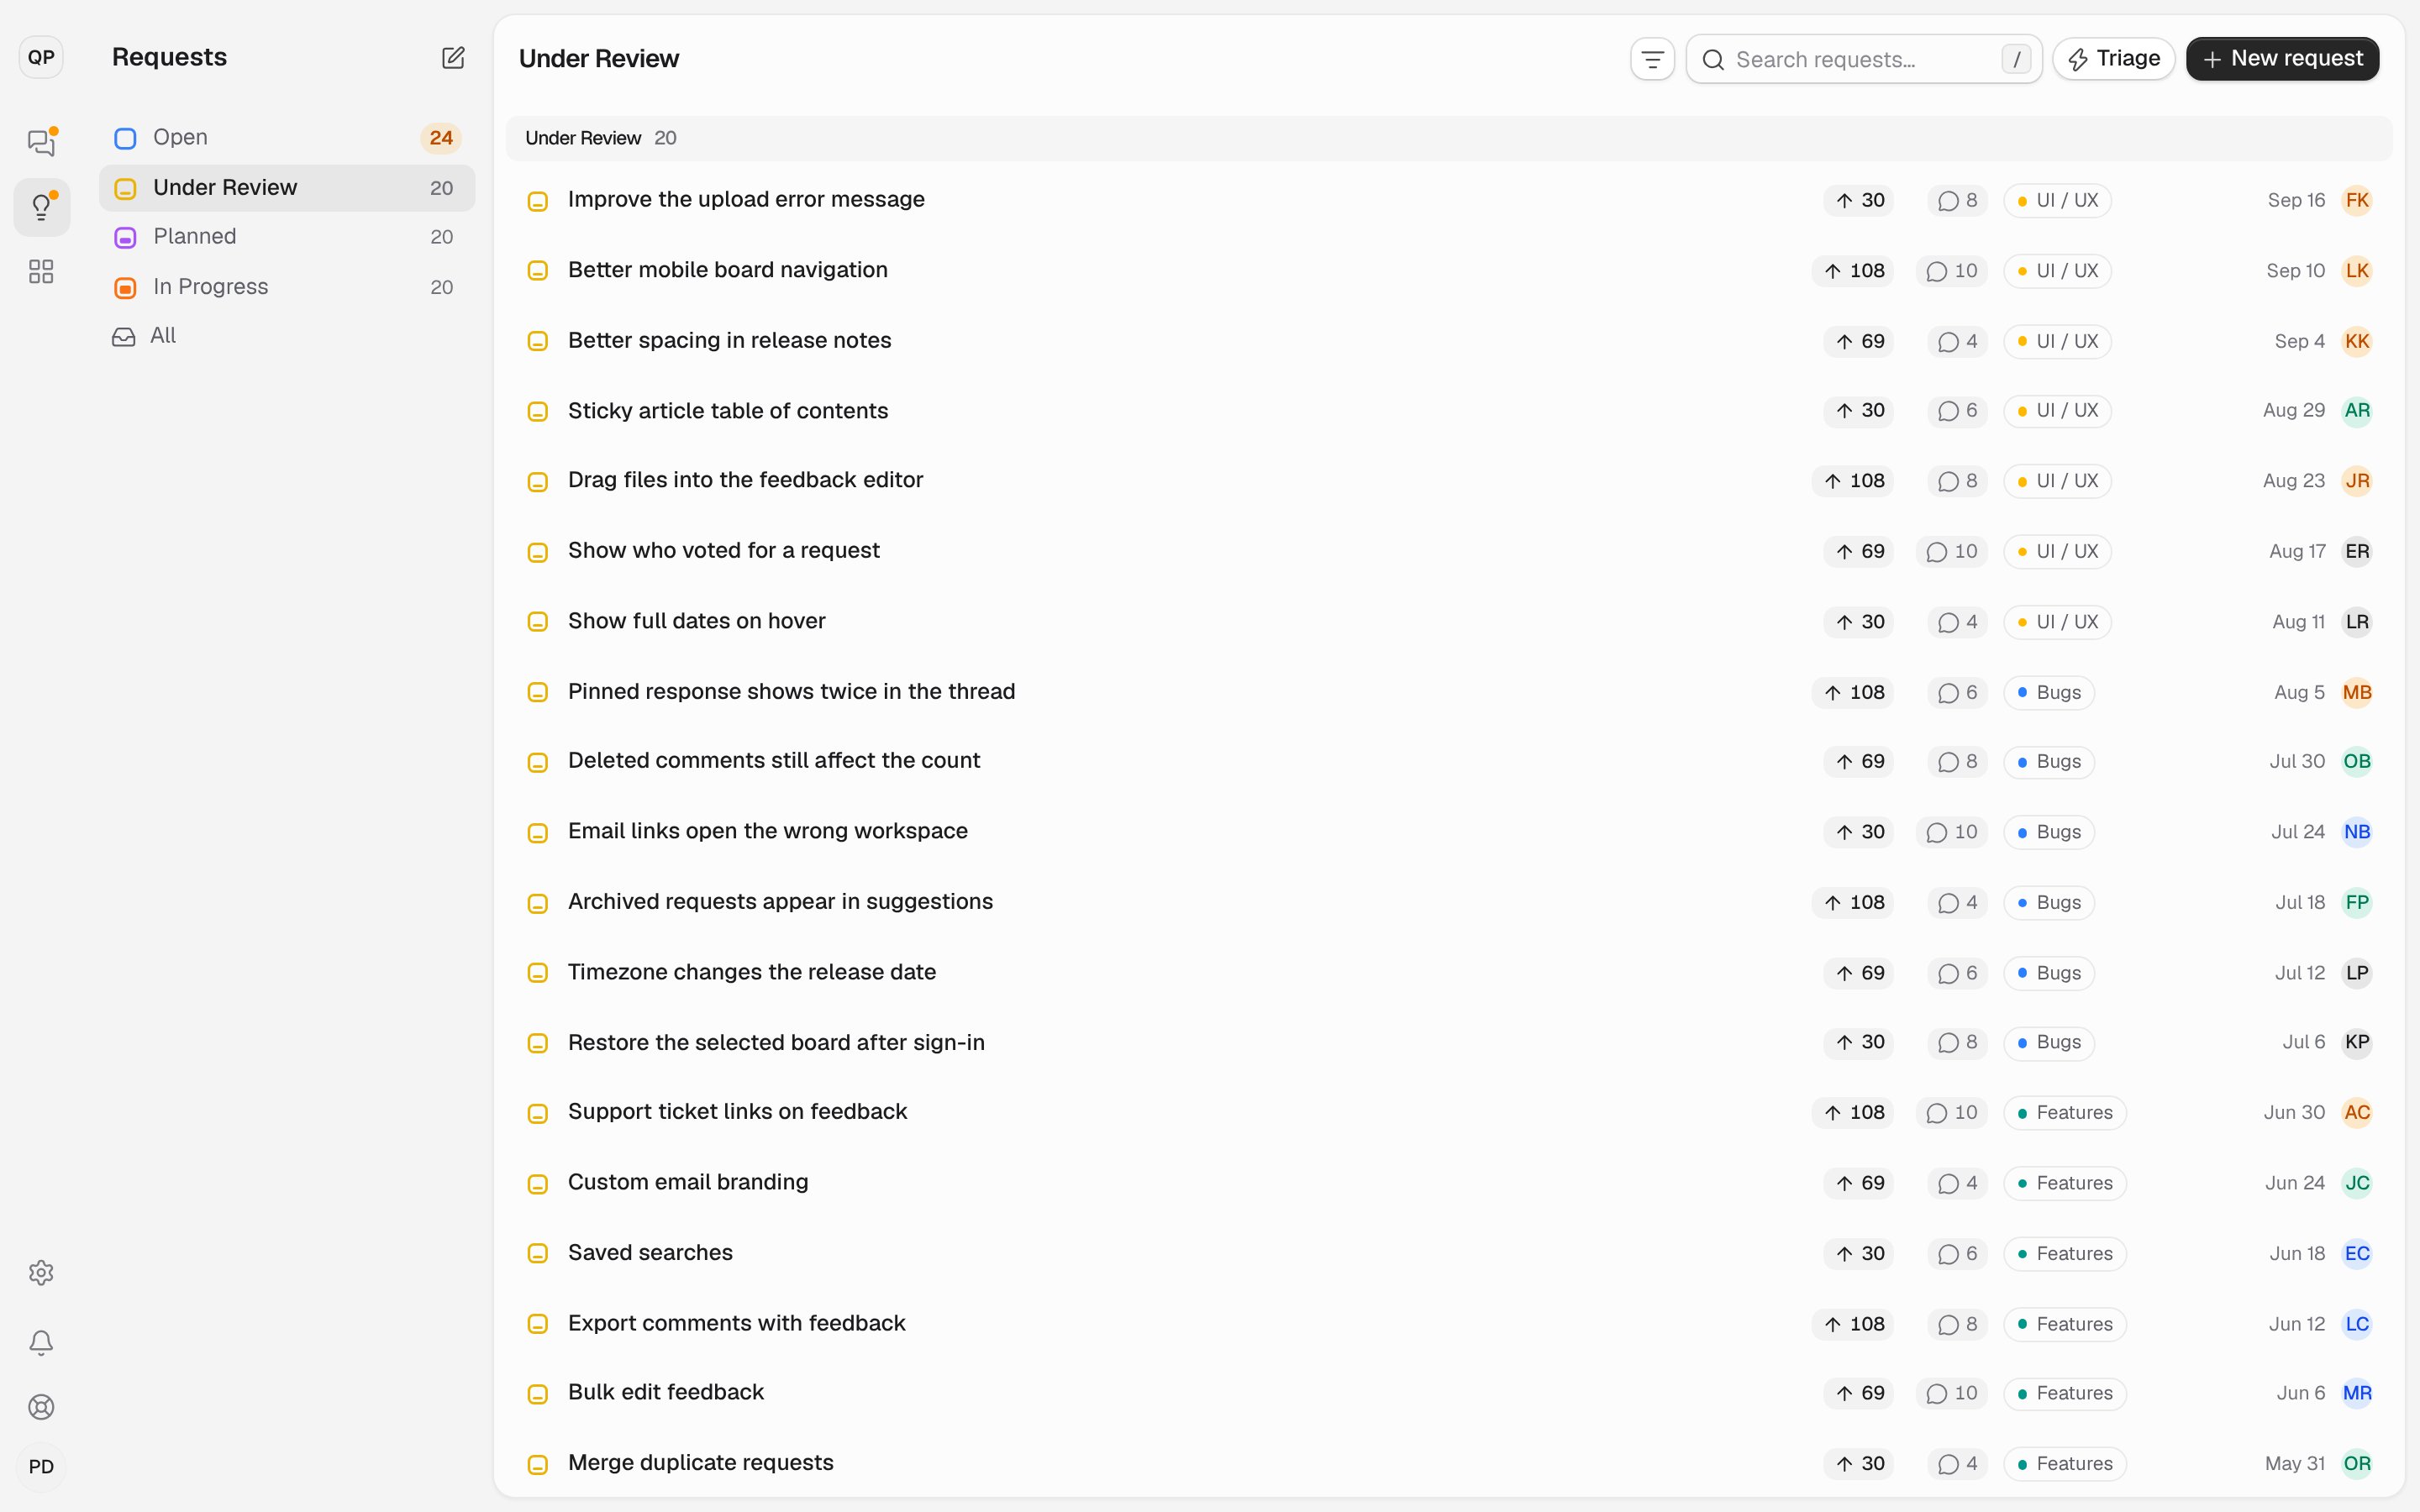 QP
Requests
Open 24
Under Review 20
Planned 20
In Progress 20
All
PD
Under Review
Search requests... /
Triage
New request
Under Review 20
Improve the upload error message 30 8 UI / UX Sep 16 FK
Better mobile board navigation 108 10 UI / UX Sep 10 LK
Better spacing in release notes 69 4 UI / UX Sep 4 KK
Sticky article table of contents 30 6 UI / UX Aug 29 AR
Drag files into the feedback editor 108 8 UI / UX Aug 23 JR
Show who voted for a request 69 10 UI / UX Aug 17 ER
Show full dates on hover 30 4 UI / UX Aug 11 LR
Pinned response shows twice in the thread 108 6 Bugs Aug 5 MB
Deleted comments still affect the count 69 8 Bugs Jul 30 OB
Email links open the wrong workspace 30 10 Bugs Jul 24 NB
Archived requests appear in suggestions 108 4 Bugs Jul 18 FP
Timezone changes the release date 69 6 Bugs Jul 12 LP
Restore the selected board after sign-in 30 8 Bugs Jul 6 KP
Support ticket links on feedback 108 10 Features Jun 30 AC
Custom email branding 69 4 Features Jun 24 JC
Saved searches 30 6 Features Jun 18 EC
Export comments with feedback 108 8 Features Jun 12 LC
Bulk edit feedback 69 10 Features Jun 6 MR
Merge duplicate requests 30 4 Features May 31 OR